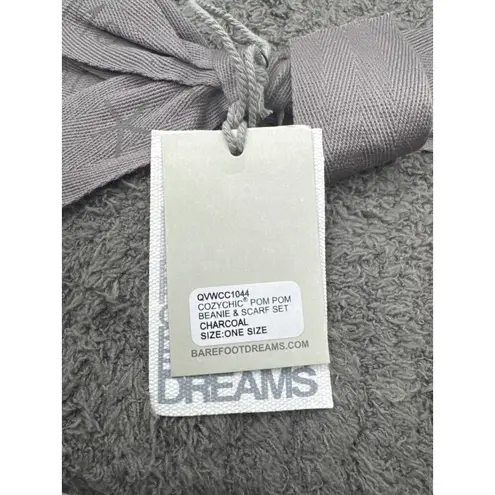 QVWCC1044
COZYCHIC® POM POM
BEANIE & SCARF SET
CHARCOAL
SIZE:ONE SIZE
BAREFOOTDREAMS.COM
DREAMS